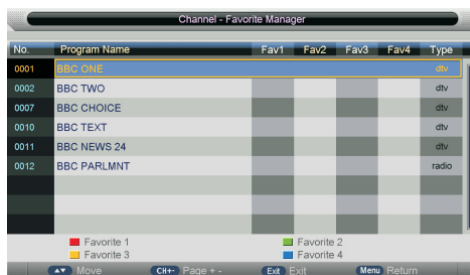 Channel - Favorite Manager
No. Program Name Fav1 Fav2 Fav3 Fav4 Type
0001 BBC ONE dtv
0002 BBC TWO dtv
0007 BBC CHOICE dtv
0010 BBC TEXT dtv
0011 BBC NEWS 24 dtv
0012 BBC PARLMNT radio
Favorite 1 Favorite 2
Favorite 3 Favorite 4
▲▼ Move CH+- Page + - Exit Exit Menu Return